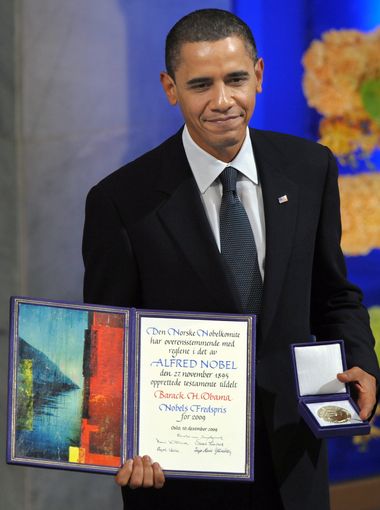 Den Norske Nobelkomite
har overensstemmende med
reglene i det av
ALFRED NOBEL
den 27. november 1895
opprettede testamente tildelt
Barack H. Obama
Nobels Fredspris
for 2009
Oslo, 10. desember 2009